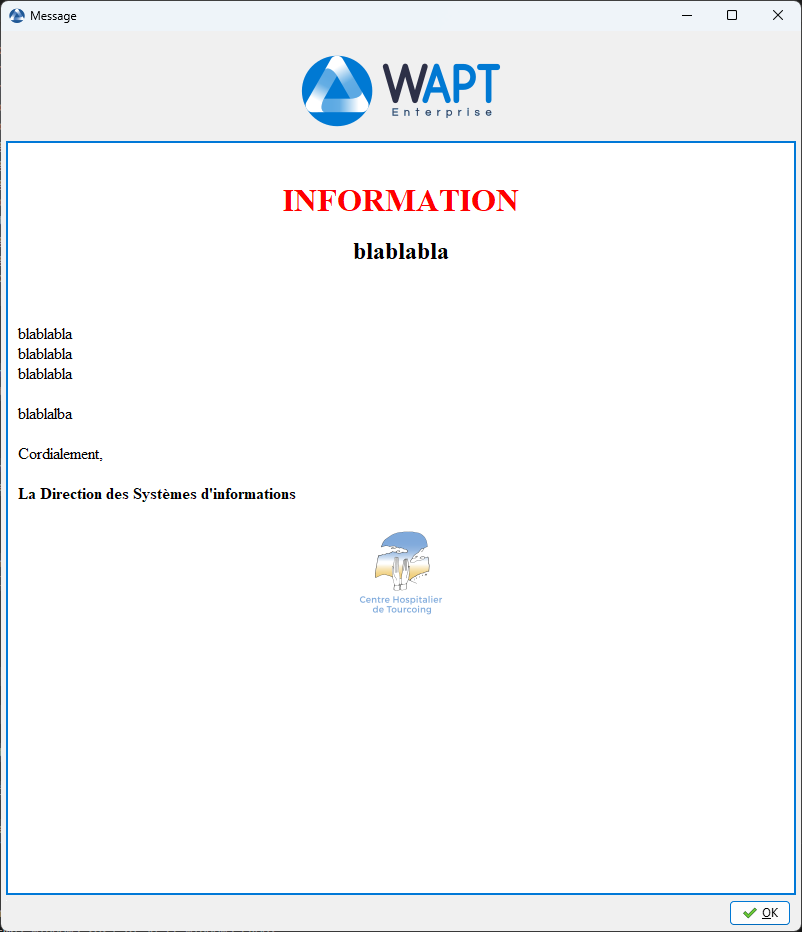 Message
WAPT
Enterprise
INFORMATION
blablabla
blablabla
blablabla
blablabla
blablalba
Cordialement,
La Direction des Systèmes d'informations
Centre Hospitalier
de Tourcoing
OK